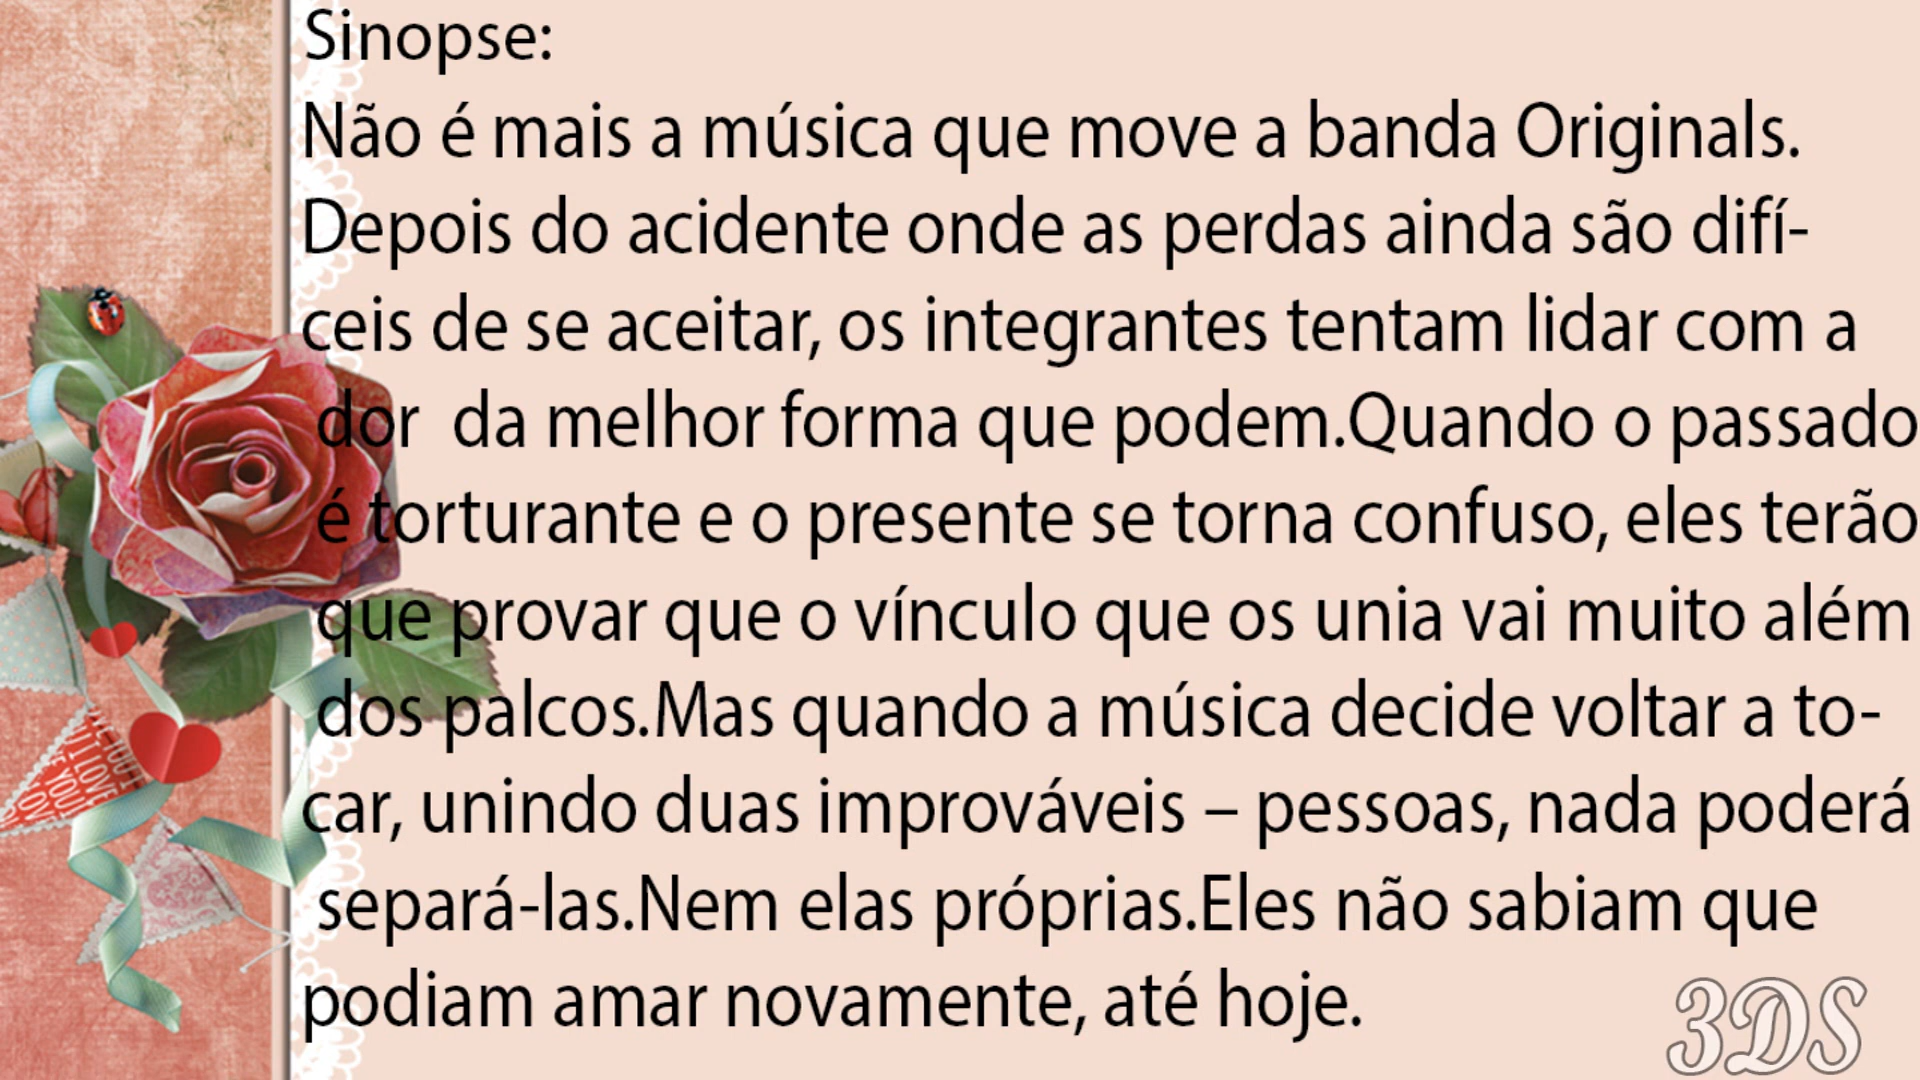 Sinopse:
Não é mais a música que move a banda Originals.
Depois do acidente onde as perdas ainda são difí-
ceis de se aceitar, os integrantes tentam lidar com a
dor  da melhor forma que podem.Quando o passado
é torturante e o presente se torna confuso, eles terão
que provar que o vínculo que os unia vai muito além
dos palcos.Mas quando a música decide voltar a to-
car, unindo duas improváveis – pessoas, nada poderá
separá-las.Nem elas próprias.Eles não sabiam que
podiam amar novamente, até hoje.
3DS